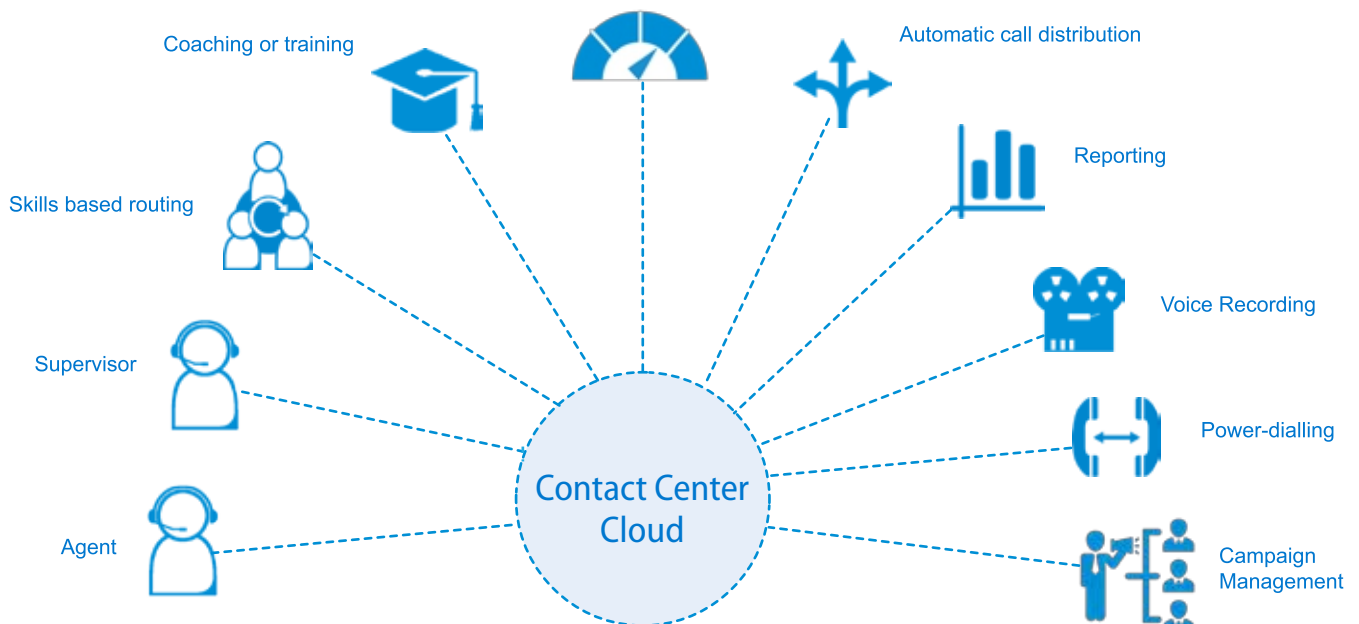 Coaching or training
Automatic call distribution
Reporting
Skills based routing
Voice Recording
Supervisor
Power-dialling
Contact Center
Cloud
Agent
Campaign
Management